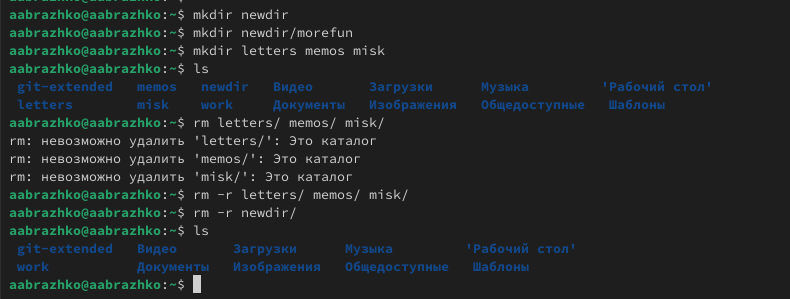 aabrazhko@aabrazhko:~$ mkdir newdir
aabrazhko@aabrazhko:~$ mkdir newdir/morefun
aabrazhko@aabrazhko:~$ mkdir letters memos misk
aabrazhko@aabrazhko:~$ ls
git-extended memos newdir Видео Загрузки Музыка 'Рабочий стол'
letters misk work Документы Изображения Общедоступные Шаблоны
aabrazhko@aabrazhko:~$ rm letters/ memos/ misk/
rm: невозможно удалить 'letters/': Это каталог
rm: невозможно удалить 'memos/': Это каталог
rm: невозможно удалить 'misk/': Это каталог
aabrazhko@aabrazhko:~$ rm -r letters/ memos/ misk/
aabrazhko@aabrazhko:~$ rm -r newdir/
aabrazhko@aabrazhko:~$ ls
git-extended Видео Загрузки Музыка 'Рабочий стол'
work Документы Изображения Общедоступные Шаблоны
aabrazhko@aabrazhko:~$